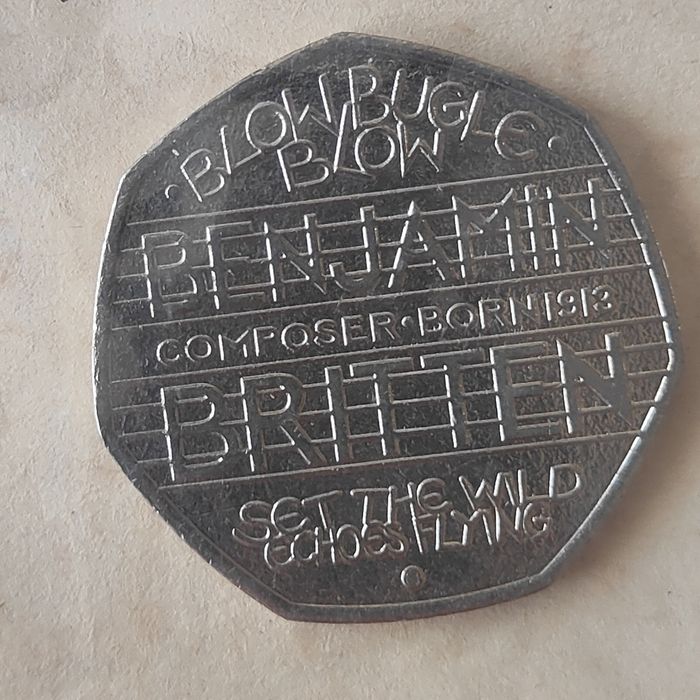 · BLOW BUGLE ·
BLOW
BENJAMIN
COMPOSER · BORN 1913
BRITTEN
SET THE WILD
ECHOES FLYING